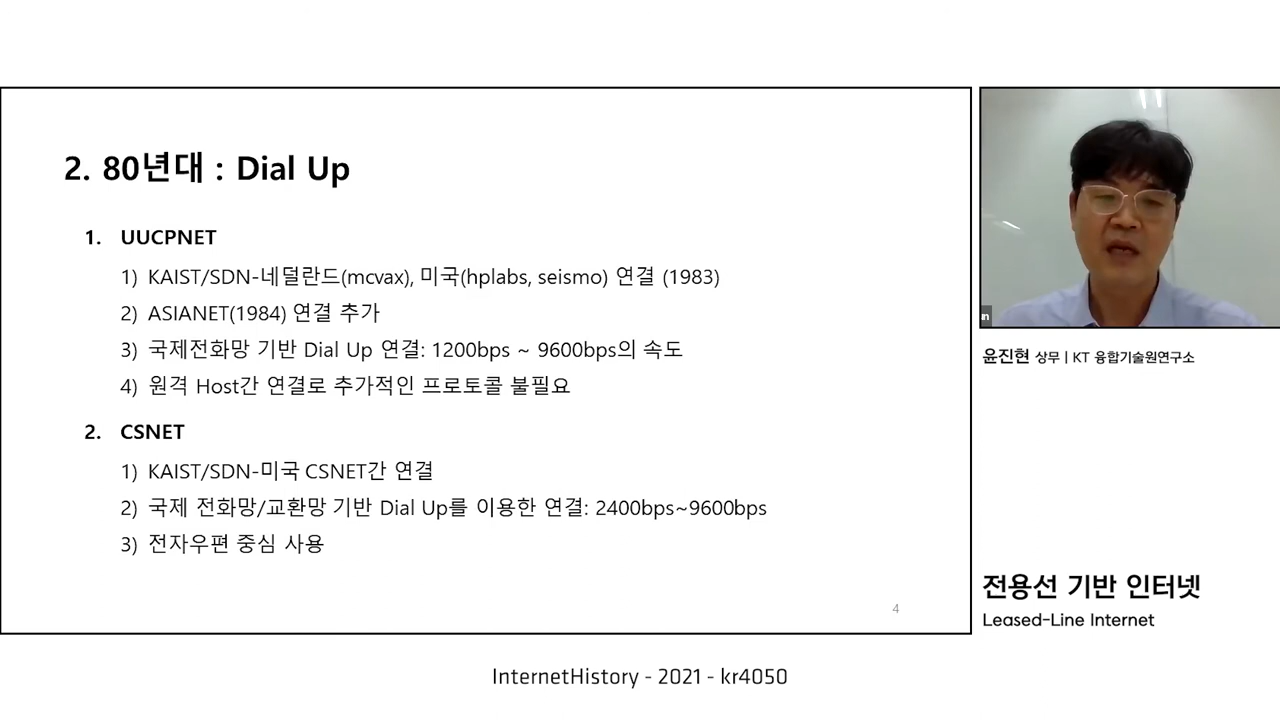 2. 80년대 : Dial Up
1. UUCPNET
1) KAIST/SDN-네덜란드(mcvax), 미국(hplabs, seismo) 연결 (1983)
2) ASIANET(1984) 연결 추가
3) 국제전화망 기반 Dial Up 연결: 1200bps ~ 9600bps의 속도
4) 원격 Host간 연결로 추가적인 프로토콜 불필요
2. CSNET
1) KAIST/SDN-미국 CSNET간 연결
2) 국제 전화망/교환망 기반 Dial Up를 이용한 연결: 2400bps~9600bps
3) 전자우편 중심 사용
4
윤진현 상무 | KT 융합기술원연구소
전용선 기반 인터넷
Leased-Line Internet
InternetHistory - 2021 - kr4050